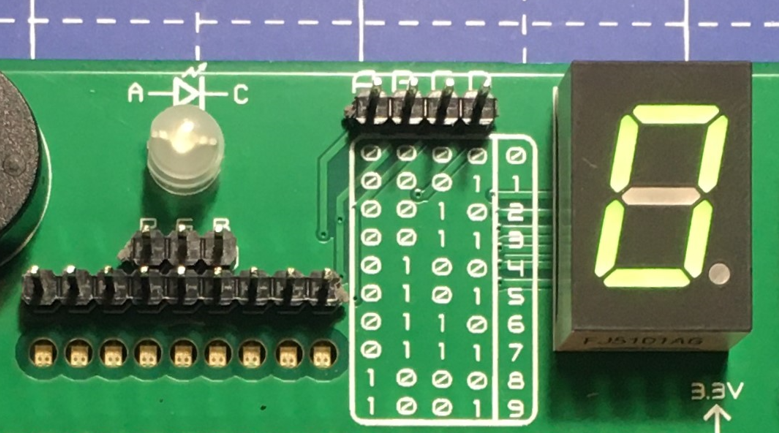 A C
A B C D
R G B
0 0 0 0 0
0 0 0 1 1
0 0 1 0 2
0 0 1 1 3
0 1 0 0 4
0 1 0 1 5
0 1 1 0 6
0 1 1 1 7
1 0 0 0 8
1 0 0 1 9
0
FJ5101AG
3.3V